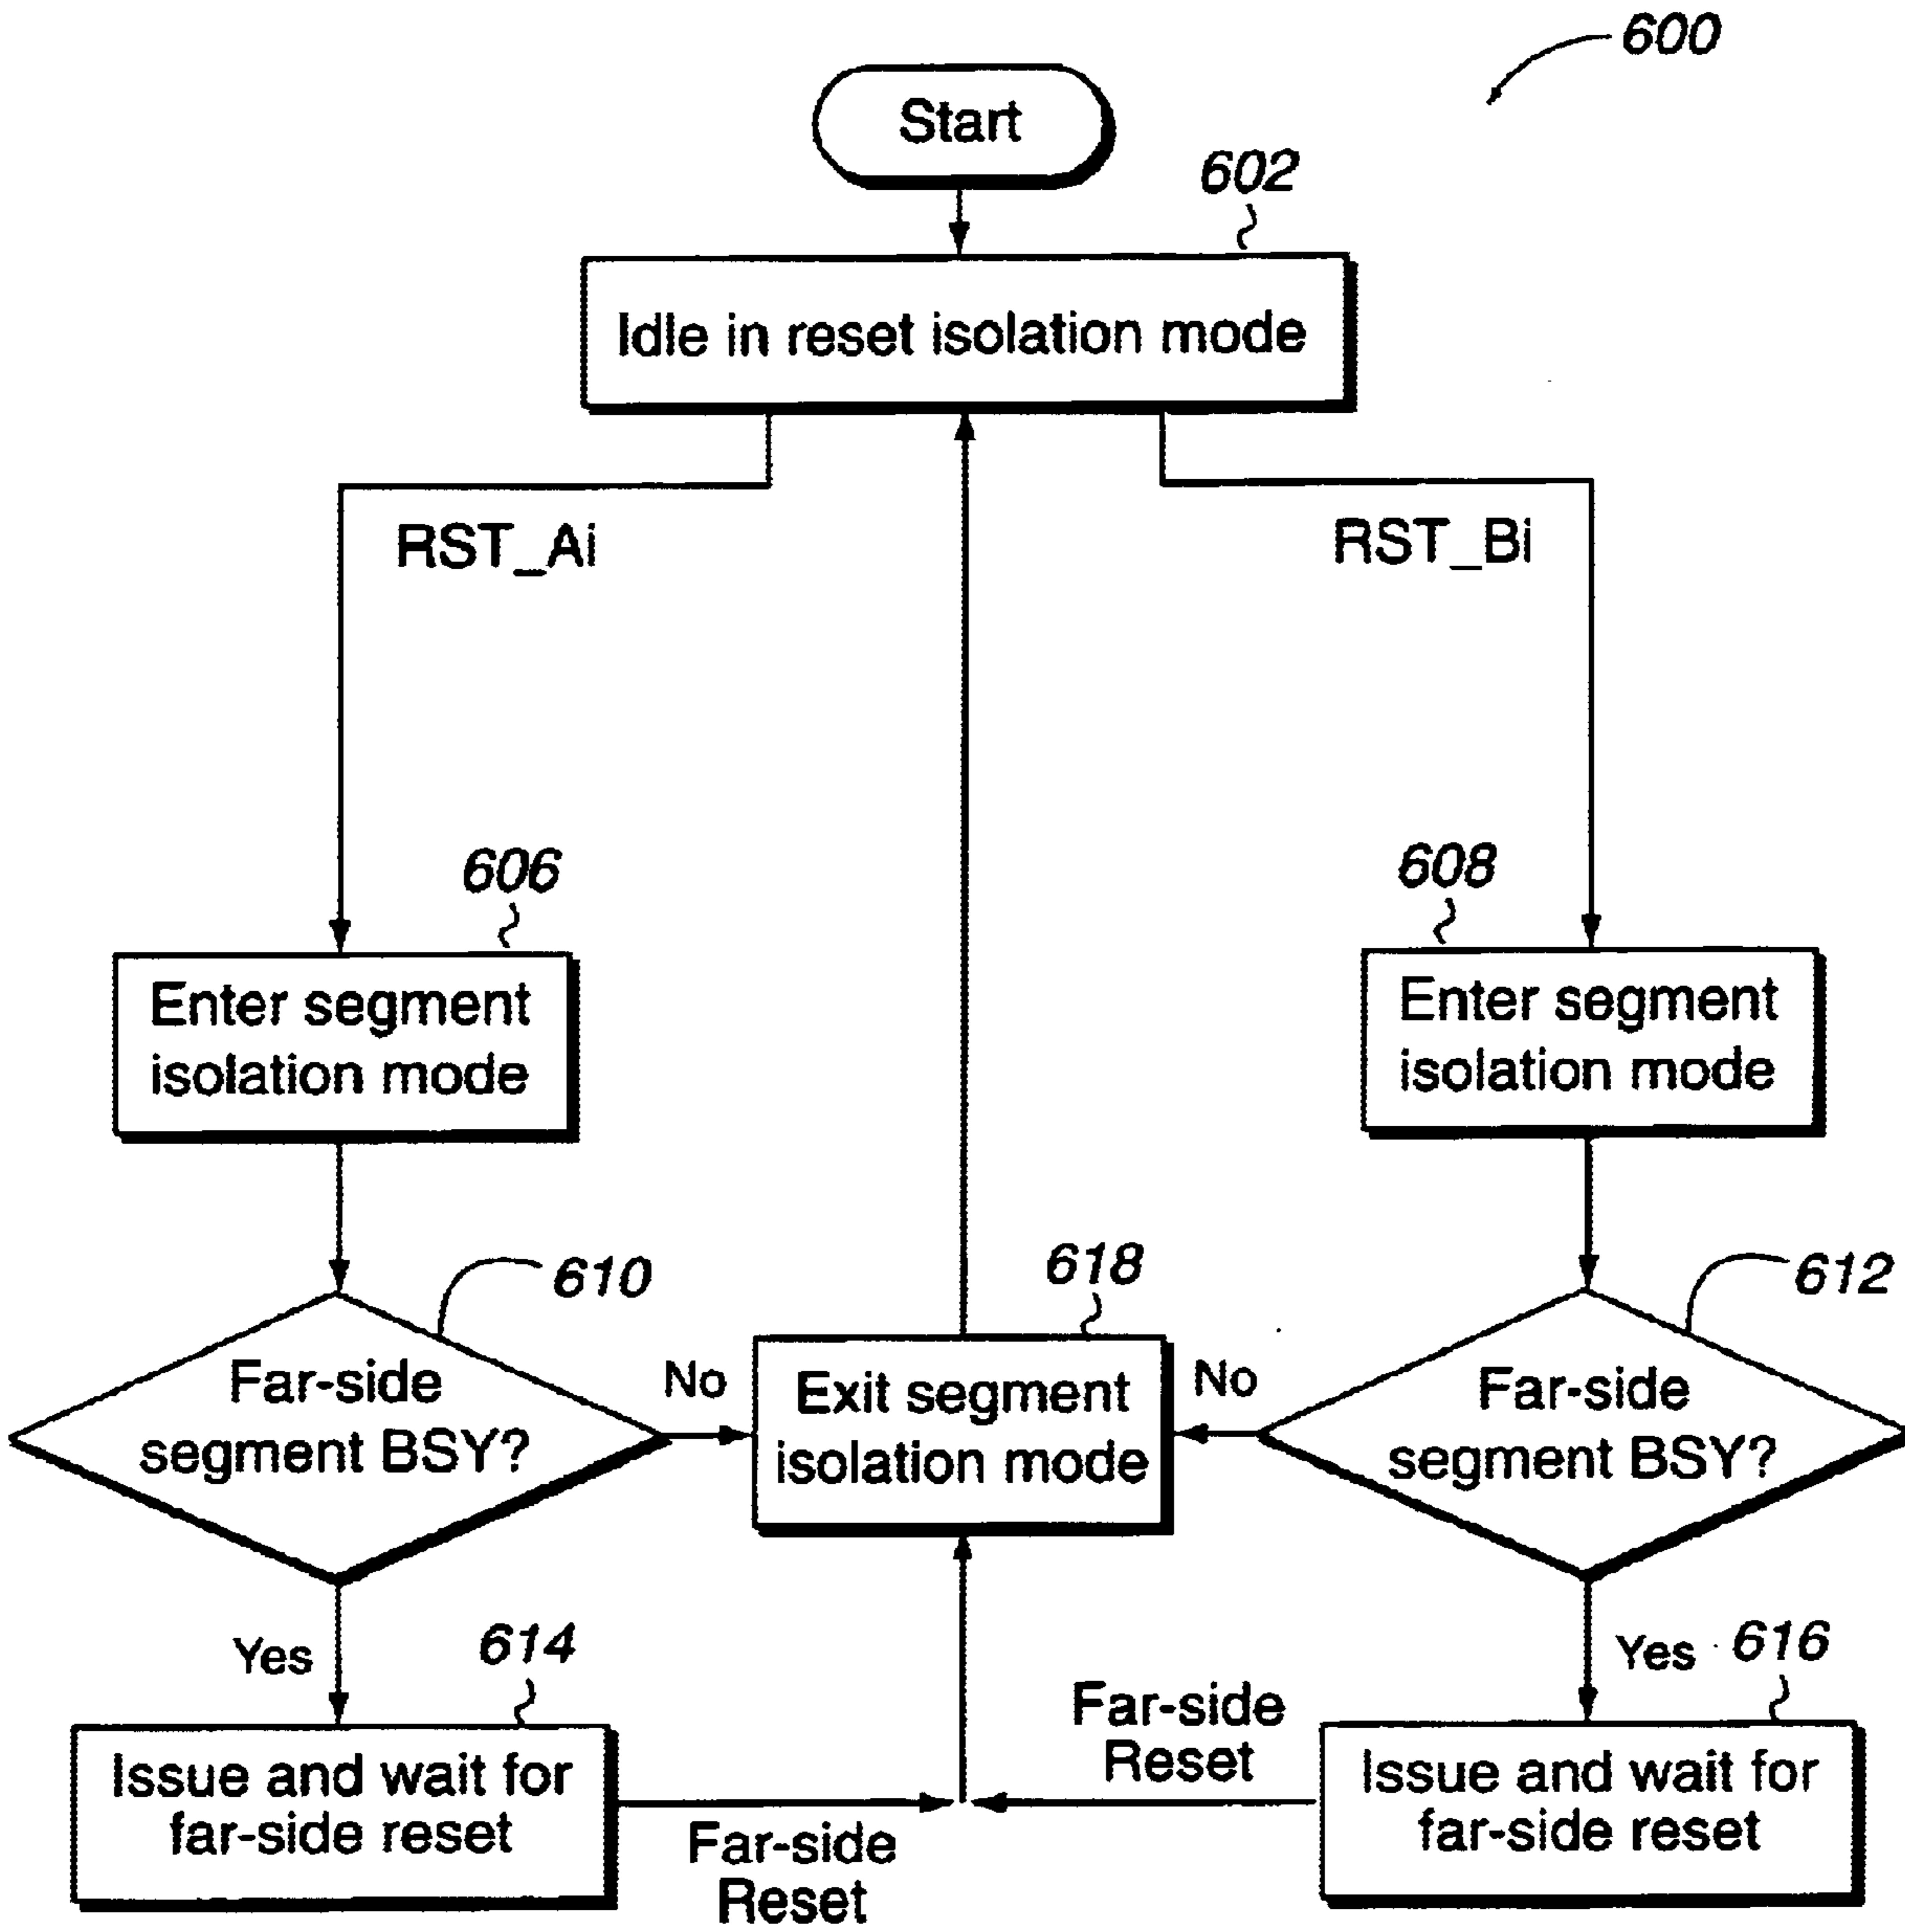 600
Start
602
Idle in reset isolation mode
RST_Ai
RST_Bi
606
608
Enter segment
isolation mode
Enter segment
isolation mode
610
618
612
Far-side
segment BSY?
No
Exit segment
isolation mode
No
Far-side
segment BSY?
Yes
614
Yes
616
Issue and wait for
far-side reset
Far-side
Reset
Far-side
Reset
Issue and wait for
far-side reset